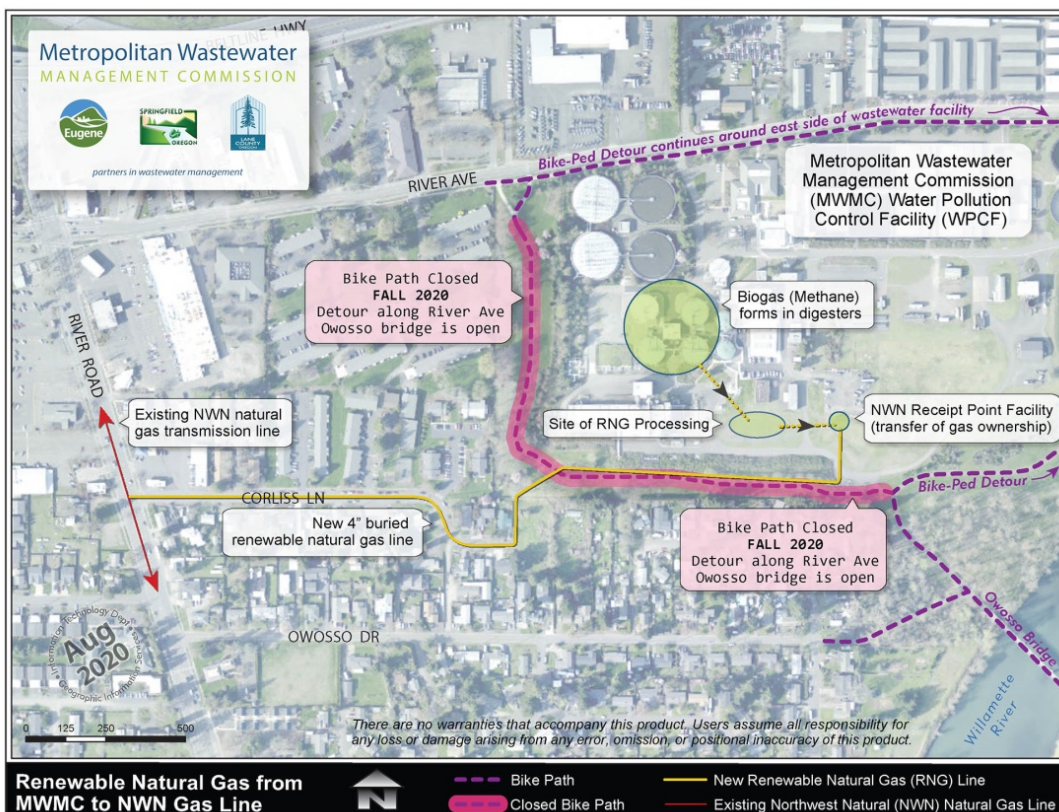 BELTLINE HWY
Metropolitan Wastewater
MANAGEMENT COMMISSION
Eugene
SPRINGFIELD
OREGON
LANE
COUNTY
OREGON
partners in wastewater management
Bike-Ped Detour continues around east side of wastewater facility
RIVER AVE
Metropolitan Wastewater
Management Commission
(MWMC) Water Pollution
Control Facility (WPCF)
Bike Path Closed
FALL 2020
Detour along River Ave
Owosso bridge is open
Biogas (Methane)
forms in digesters
RIVER ROAD
Existing NWN natural
gas transmission line
Site of RNG Processing
NWN Receipt Point Facility
(transfer of gas ownership)
CORLISS LN
New 4" buried
renewable natural gas line
Bike-Ped Detour
Bike Path Closed
FALL 2020
Detour along River Ave
Owosso bridge is open
Owosso Bridge
OWOSSO DR
Information Technology Dept
Aug
2020
Geographic Information Services
Willamette
River
0 125 250 500
There are no warranties that accompany this product. Users assume all responsibility for
any loss or damage arising from any error, omission, or positional inaccuracy of this product.
Renewable Natural Gas from
MWMC to NWN Gas Line
N
Bike Path
Closed Bike Path
New Renewable Natural Gas (RNG) Line
Existing Northwest Natural (NWN) Natural Gas Line